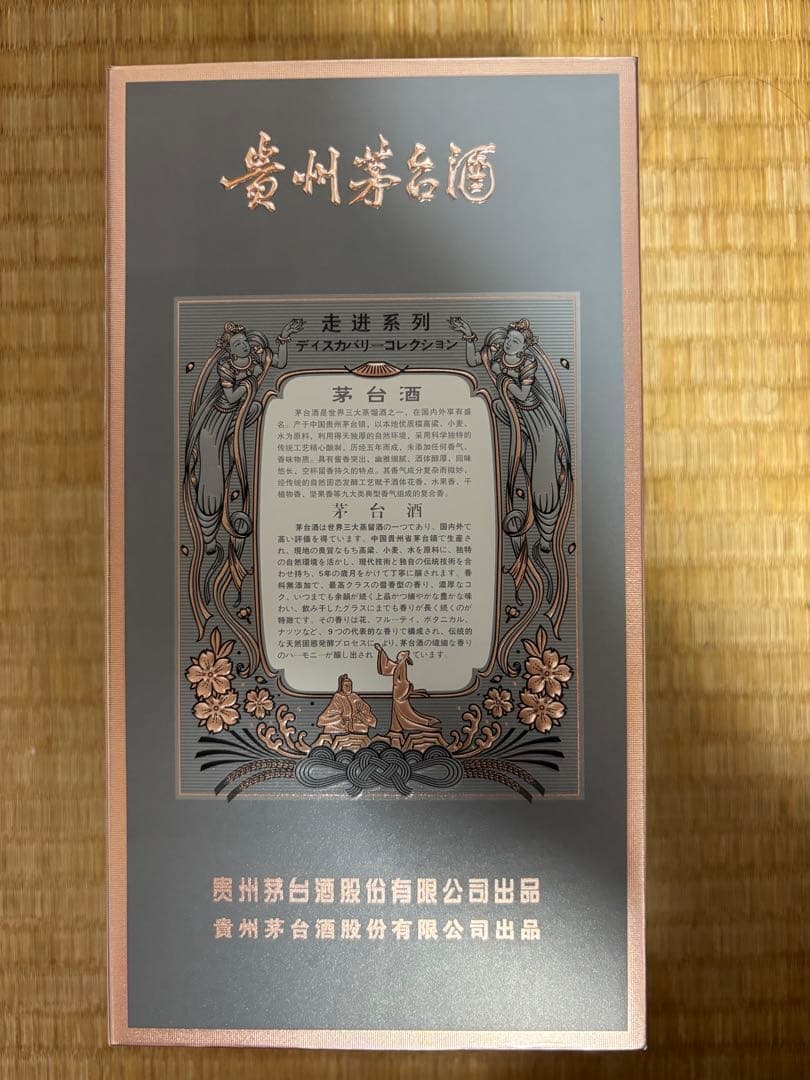 貴州茅台酒
走进系列
ディスカバリーコレクション
茅台酒
茅台酒是世界三大蒸馏酒之一，在国内外享有盛
名。产于中国贵州茅台镇，以本地优质糯高粱、小麦、
水为原料，利用得天独厚的自然环境，采用科学独特的
传统工艺精心酿制，历经五年而成，未添加任何香气、
香味物质。具有酱香突出、幽雅细腻、酒体醇厚、回味
悠长、空杯留香持久的特点。其香气成分复杂而微妙，
经传统的自然固态发酵工艺赋予酒体花香、水果香、干
植物香、坚果香等九大类典型香气组成的复合香。
茅台酒
茅台酒は世界三大蒸留酒の一つであり、国内外で
高い評価を得ています。中国貴州省茅台鎮で生産さ
れ、現地の良質なもち高粱、小麦、水を原料に、独特
の自然環境を活かし、現代技術と独自の伝統技術を合
わせ持ち、5年の歳月をかけて丁寧に醸されます。香
料無添加で、最高クラスの醤香型の香り、濃厚なコ
ク、いつまでも余韻が続く上品かつ細やかな豊かな味
わい、飲み干したグラスにまでも香りが長く続くのが
特徴です。その香りは花、フルーティ、ボタニカル、
ナッツなど、9つの代表的な香りで構成され、伝統的
な天然固態発酵プロセスにより、茅台酒の繊細な香り
のハーモニーが醸し出され ています。
贵州茅台酒股份有限公司出品
貴州茅台酒股份有限公司出品